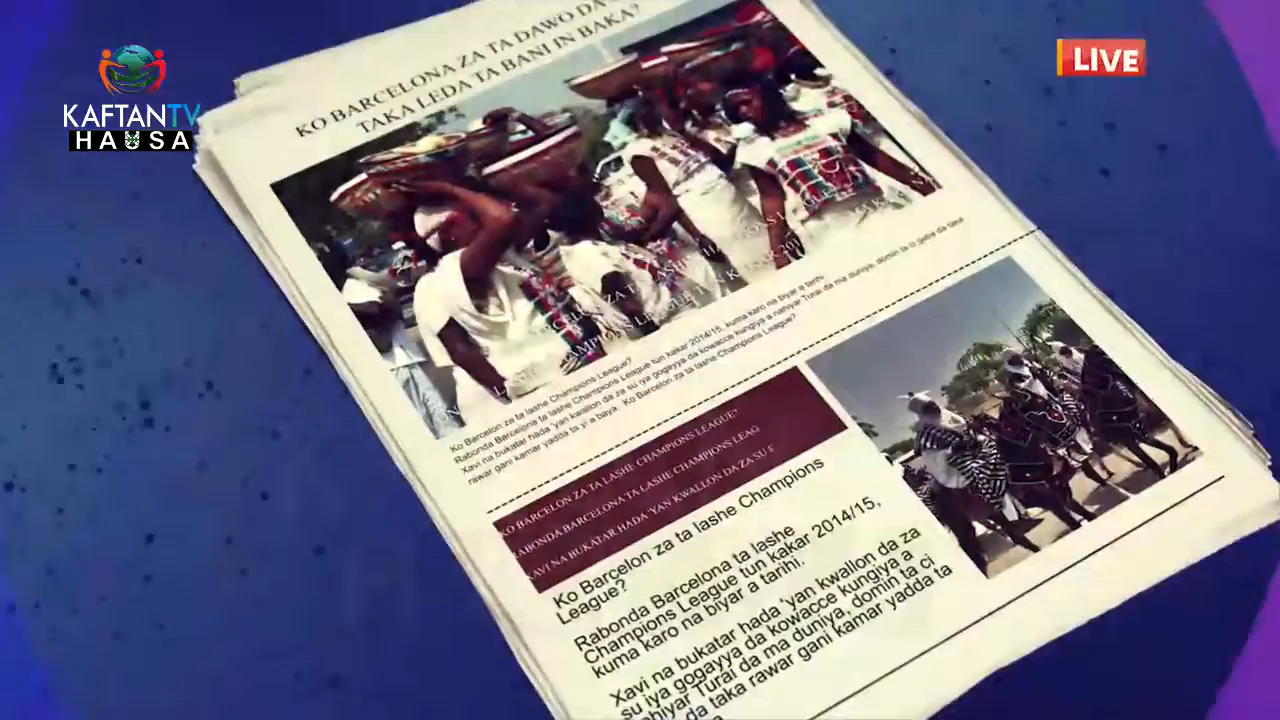 KAFTANTV
HAUSA
LIVE
KO BARCELONA ZA TA DAWO DA
TAKA LEDA TA BANI IN BAKA?
Ko Barcelon za ta lashe Champions League?
Rabonda Barcelona ta lashe Champions League tun kakar 2014/15, kuma karo na biyar a tarihi.
Xavi na bukatar hada 'yan kwallon da za su iya gogayya da kowacce kungiya a nahiyar Turai da ma duniya, domin ta ci gaba da taka
rawar gani kamar yadda ta yi a baya. Ko Barcelon za ta lashe Champions League?
KO BARCELON ZA TA LASHE CHAMPIONS LEAGUE?
RABONDA BARCELONA TA LASHE CHAMPIONS LEAG
XAVI NA BUKATAR HADA 'YAN KWALLON DA ZA SU
Ko Barcelon za ta lashe Champions
League?
Rabonda Barcelona ta lashe
Champions League tun kakar 2014/15,
kuma karo na biyar a tarihi.
Xavi na bukatar hada 'yan kwallon da za
su iya gogayya da kowacce kungiya a
nahiyar Turai da ma duniya, domin ta ci
da taka rawar gani kamar yadda ta